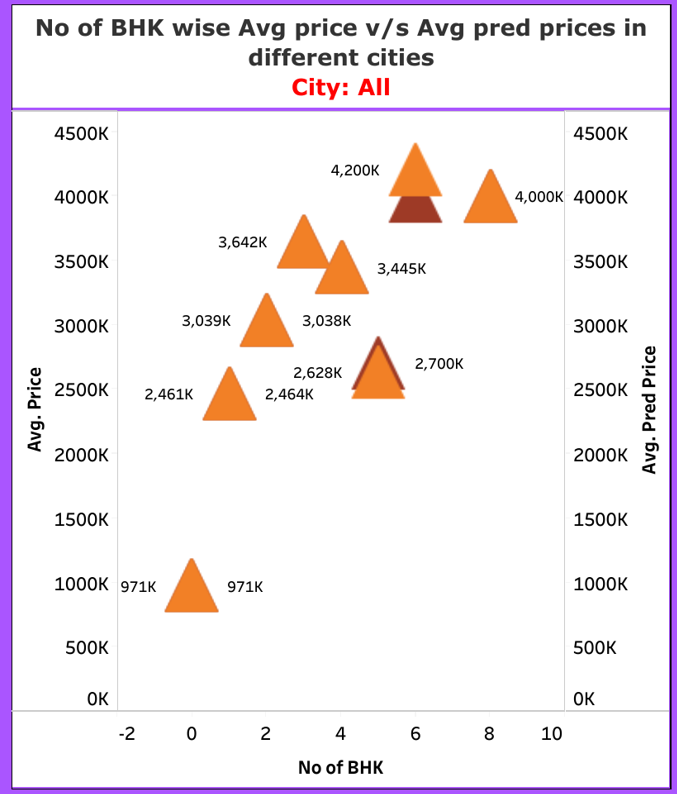 No of BHK wise Avg price v/s Avg pred prices in
different cities
City: All
4500K
4000K
3500K
3000K
2500K
2000K
1500K
1000K
500K
0K
Avg. Price
4,200K
4,000K
3,642K
3,445K
3,039K
3,038K
2,628K
2,700K
2,461K
2,464K
971K
971K
4500K
4000K
3500K
3000K
2500K
2000K
1500K
1000K
500K
0K
Avg. Pred Price
-2 0 2 4 6 8 10
No of BHK